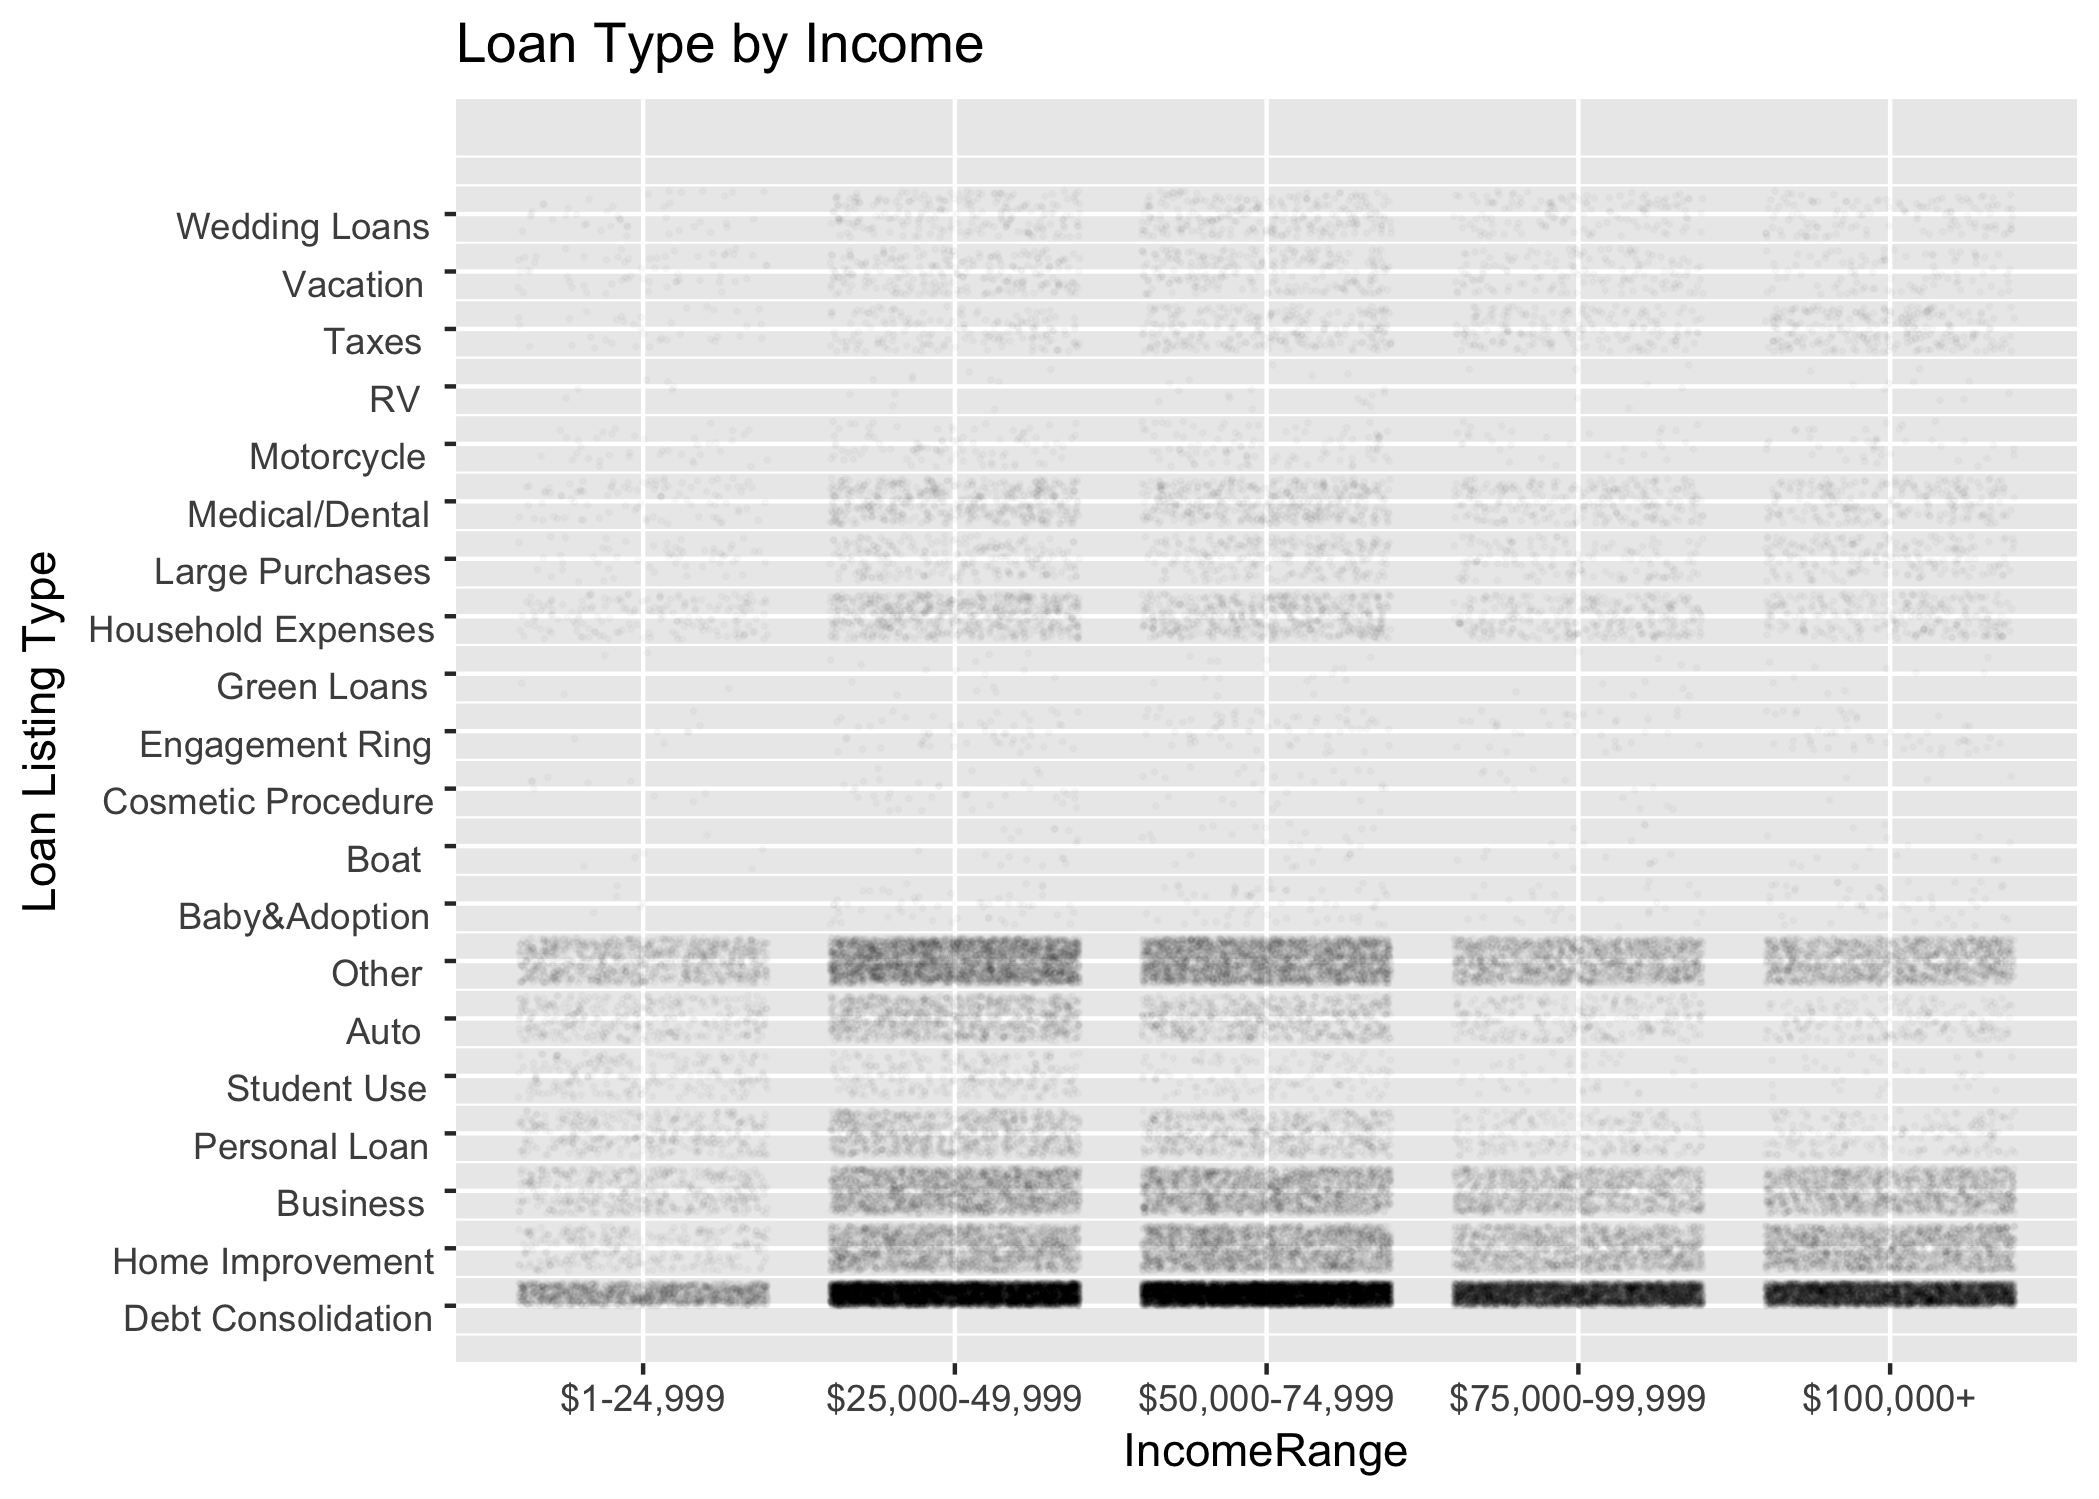 Loan Type by Income
Loan Listing Type
Wedding Loans
Vacation
Taxes
RV
Motorcycle
Medical/Dental
Large Purchases
Household Expenses
Green Loans
Engagement Ring
Cosmetic Procedure
Boat
Baby&Adoption
Other
Auto
Student Use
Personal Loan
Business
Home Improvement
Debt Consolidation
$1-24,999 $25,000-49,999 $50,000-74,999 $75,000-99,999 $100,000+
IncomeRange